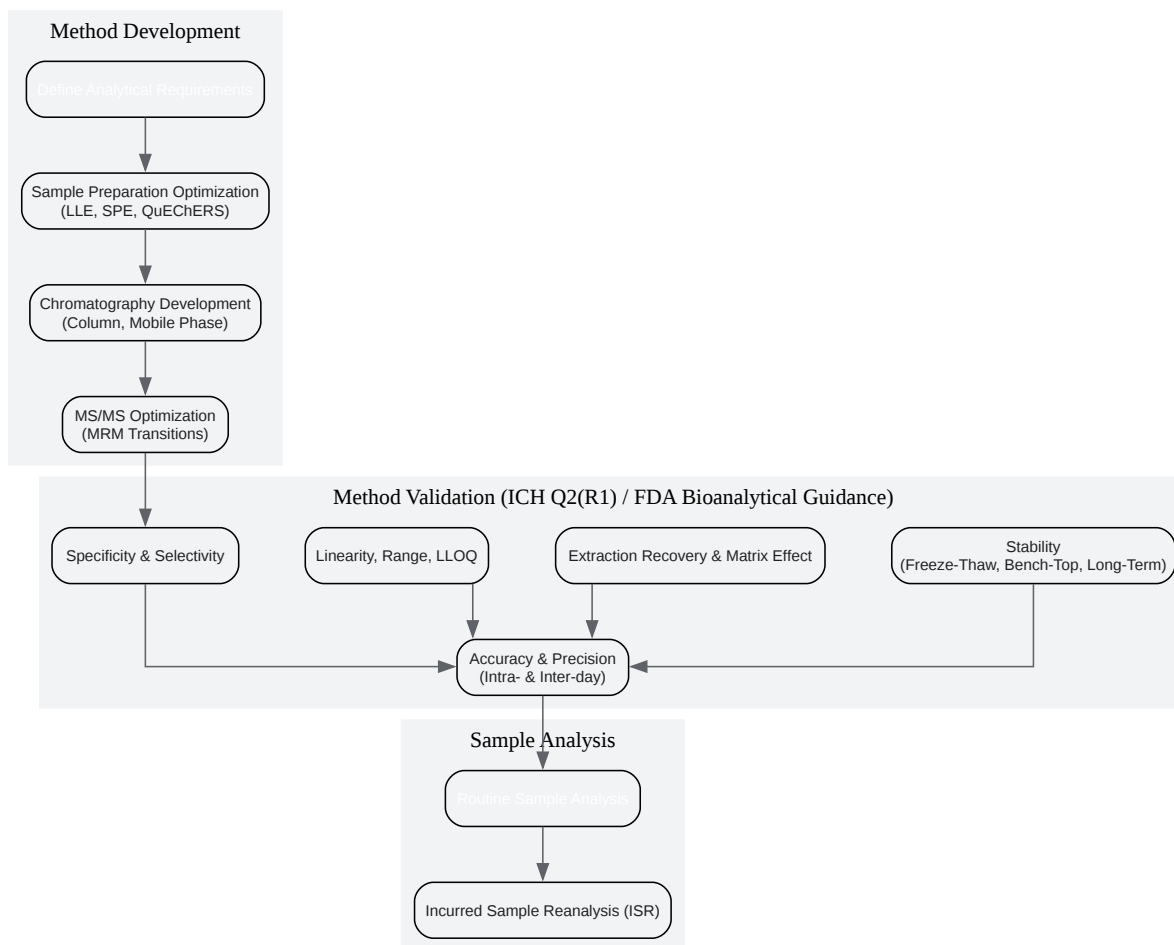 Method Development
Define Analytical Requirements
Sample Preparation Optimization
(LLE, SPE, QuEChERS)
Chromatography Development
(Column, Mobile Phase)
MS/MS Optimization
(MRM Transitions)
Method Validation (ICH Q2(R1) / FDA Bioanalytical Guidance)
Specificity & Selectivity
Linearity, Range, LLOQ
Extraction Recovery & Matrix Effect
Stability
(Freeze-Thaw, Bench-Top, Long-Term)
Accuracy & Precision
(Intra- & Inter-day)
Sample Analysis
Routine Sample Analysis
Incurred Sample Reanalysis (ISR)